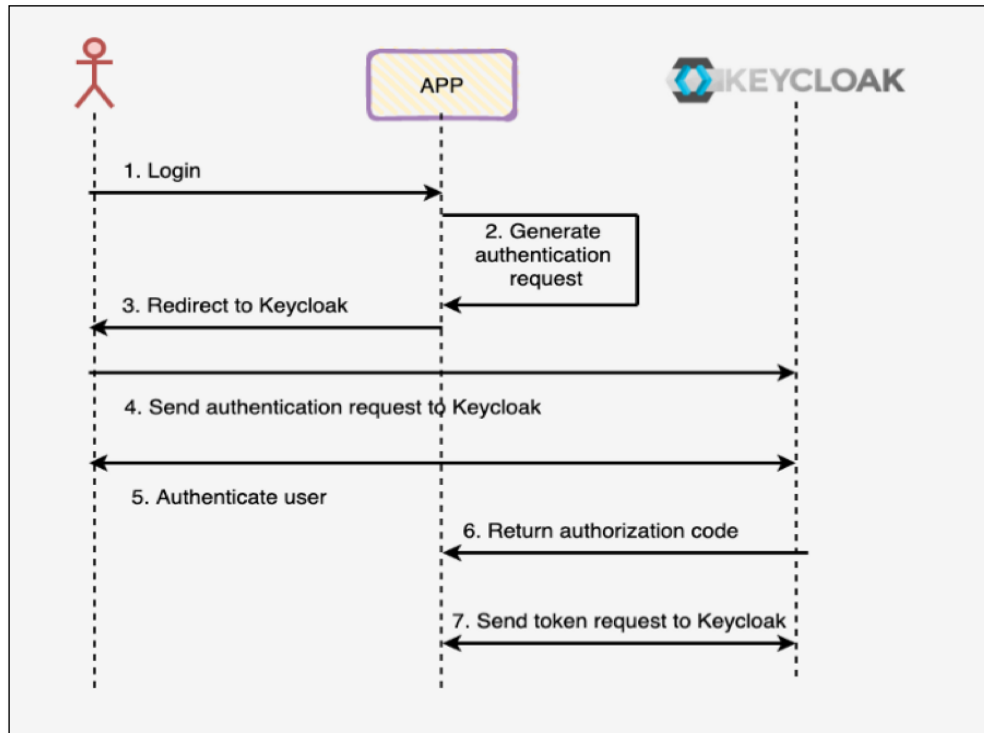 APP
KEYCLOAK
1. Login
2. Generate
authentication
request
3. Redirect to Keycloak
4. Send authentication request to Keycloak
5. Authenticate user
6. Return authorization code
7. Send token request to Keycloak